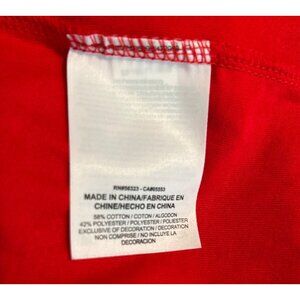 RN#56323 - CA#05553
MADE IN CHINA/FABRIQUE EN
CHINE/HECHO EN CHINA
58% COTTON / COTON / ALGODON
42% POLYESTER / POLYESTER / POLIESTER
EXCLUSIVE OF DECORATION / DECORATION
NON COMPRISE / NO INCLUYE LA
DECORACION